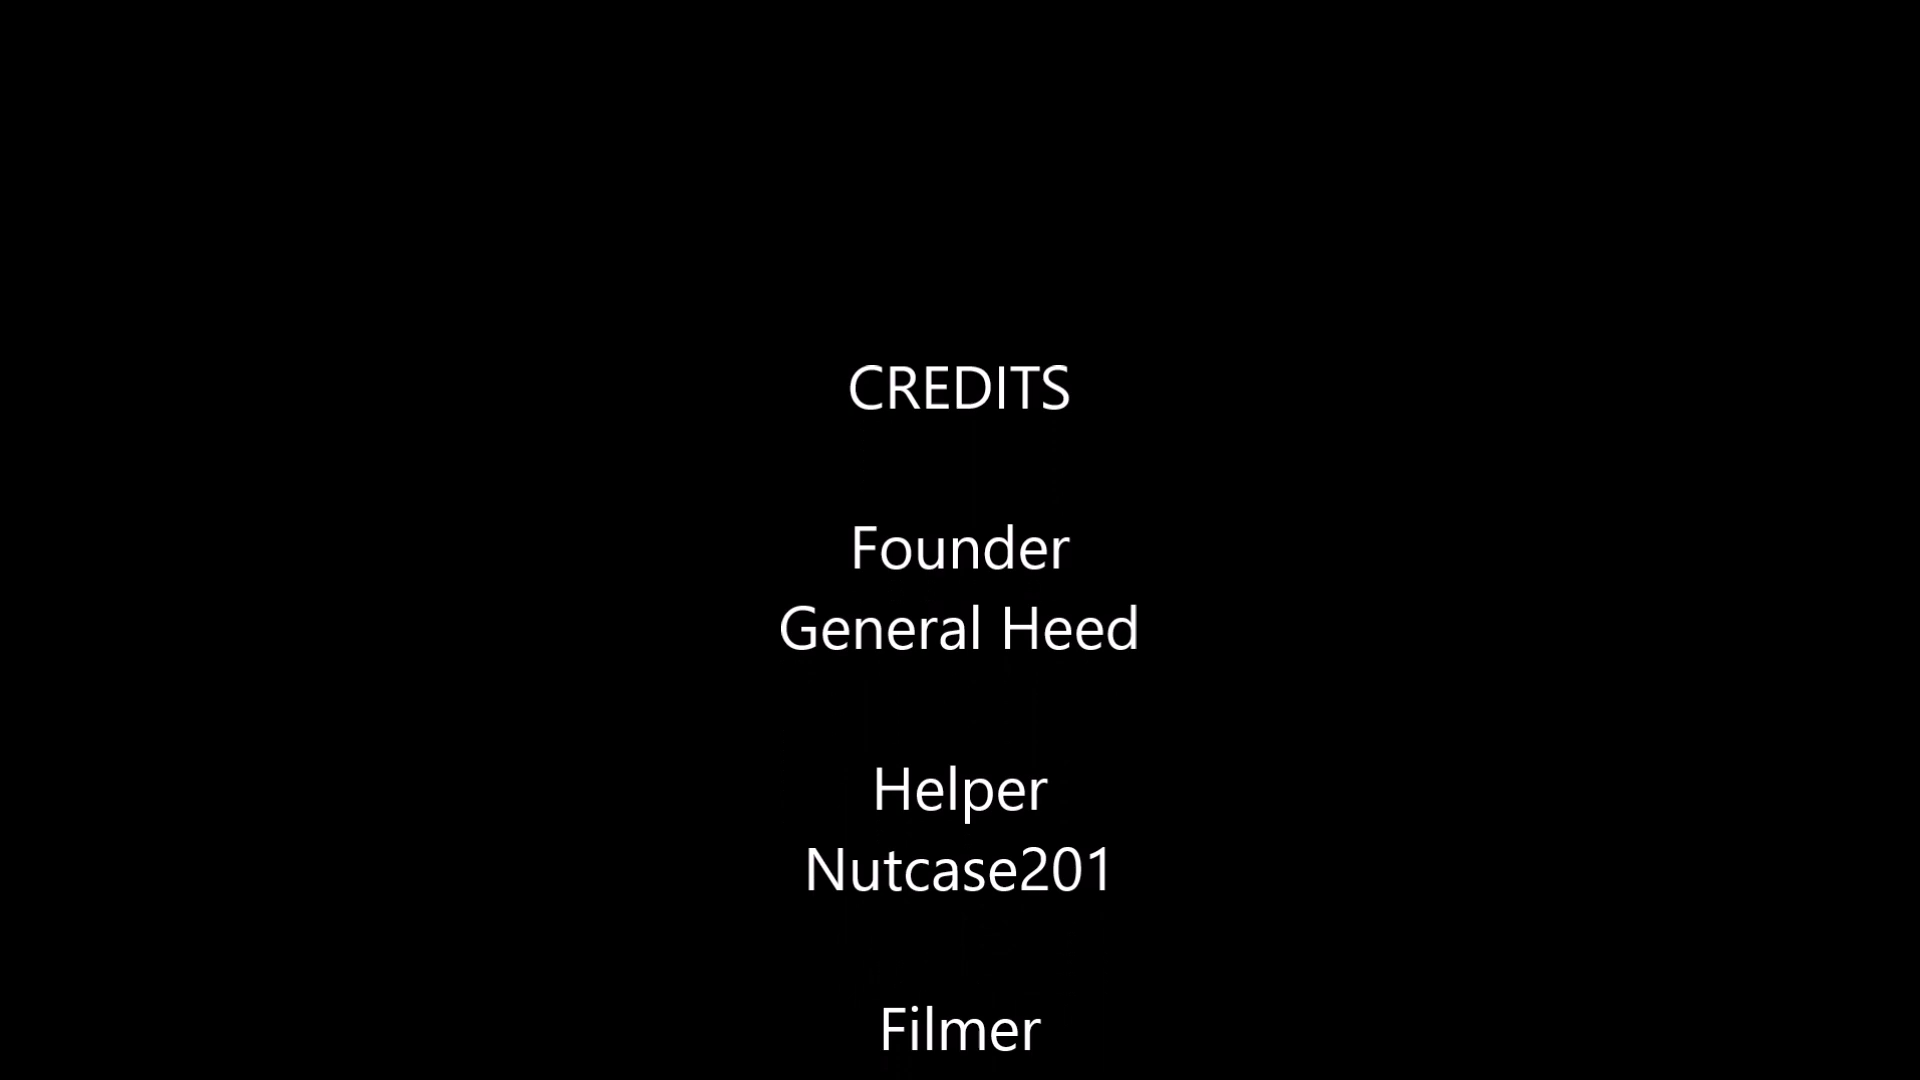 CREDITS
Founder
General Heed
Helper
Nutcase201
Filmer